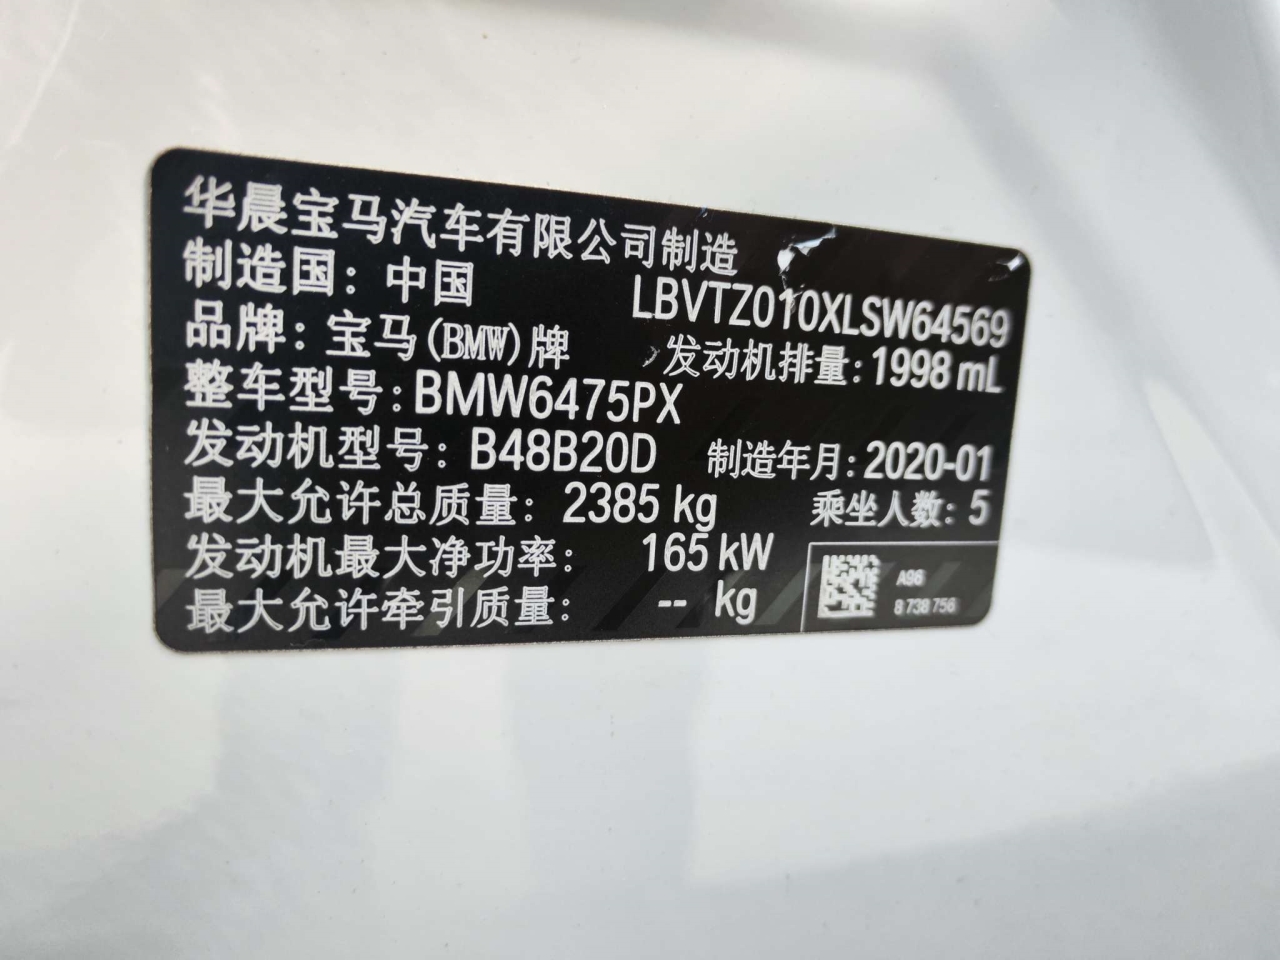 华晨宝马汽车有限公司制造
制造国：中国
LBVTZ010XLSW64569
品牌：宝马(BMW)牌
发动机排量：1998 mL
整车型号：BMW6475PX
发动机型号：B48B20D
制造年月：2020-01
最大允许总质量：2385 kg
乘坐人数：5
发动机最大净功率：165 kW
最大允许牵引质量：-- kg
A96
8 738 756